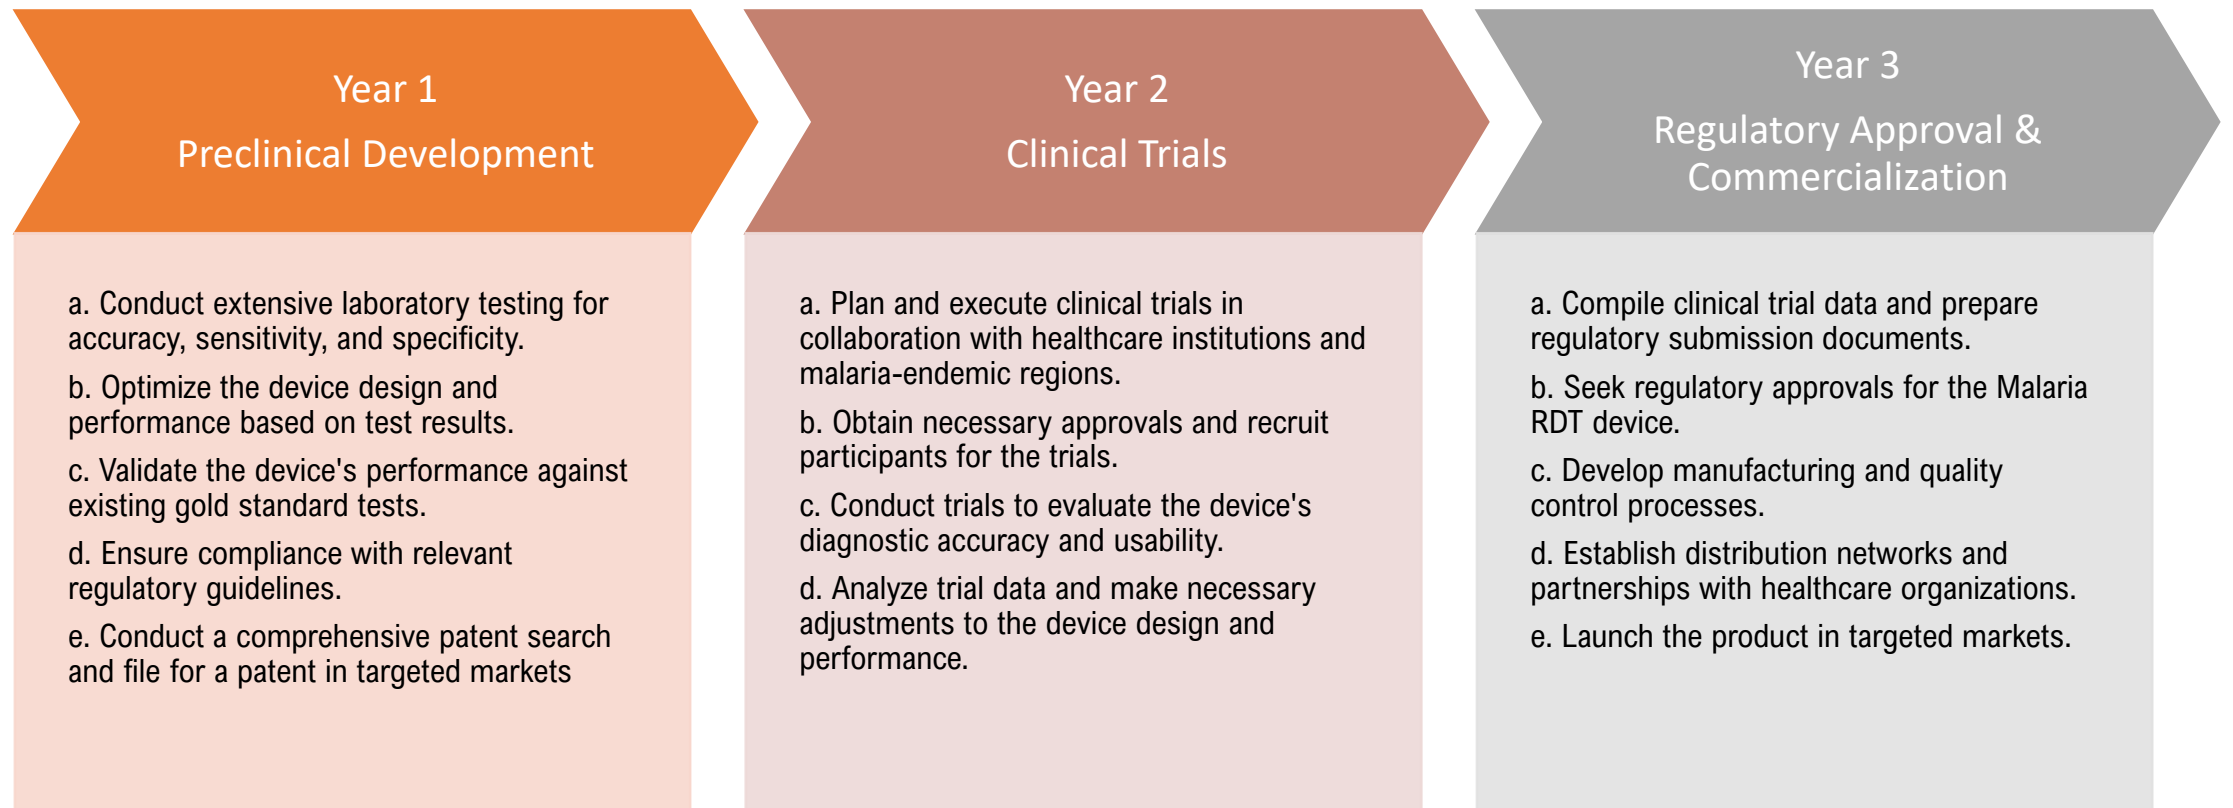 Year 1
Preclinical Development
a. Conduct extensive laboratory testing for
accuracy, sensitivity, and specificity.
b. Optimize the device design and
performance based on test results.
c. Validate the device's performance against
existing gold standard tests.
d. Ensure compliance with relevant
regulatory guidelines.
e. Conduct a comprehensive patent search
and file for a patent in targeted markets
Year 2
Clinical Trials
a. Plan and execute clinical trials in
collaboration with healthcare institutions and
malaria-endemic regions.
b. Obtain necessary approvals and recruit
participants for the trials.
c. Conduct trials to evaluate the device's
diagnostic accuracy and usability.
d. Analyze trial data and make necessary
adjustments to the device design and
performance.
Year 3
Regulatory Approval &
Commercialization
a. Compile clinical trial data and prepare
regulatory submission documents.
b. Seek regulatory approvals for the Malaria
RDT device.
c. Develop manufacturing and quality
control processes.
d. Establish distribution networks and
partnerships with healthcare organizations.
e. Launch the product in targeted markets.